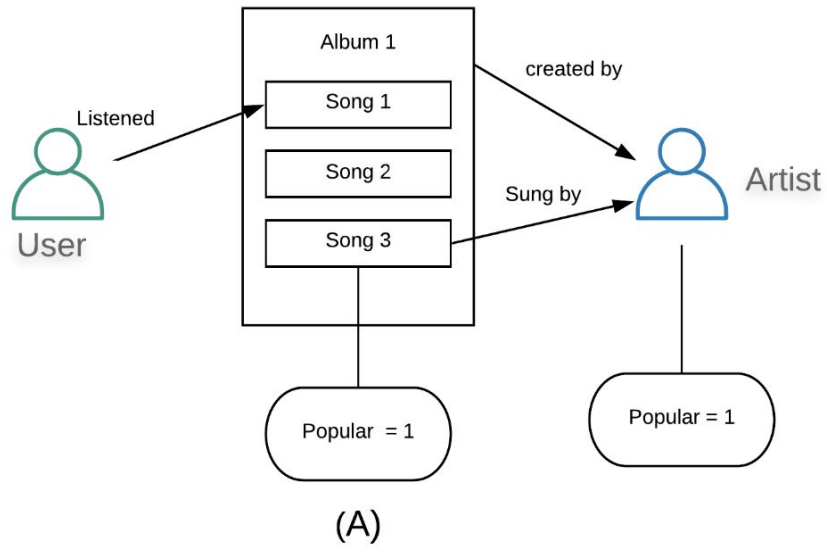 Album 1
created by
Listened
Song 1
Song 2
Artist
Sung by
User
Song 3
Popular = 1
Popular = 1
(A)